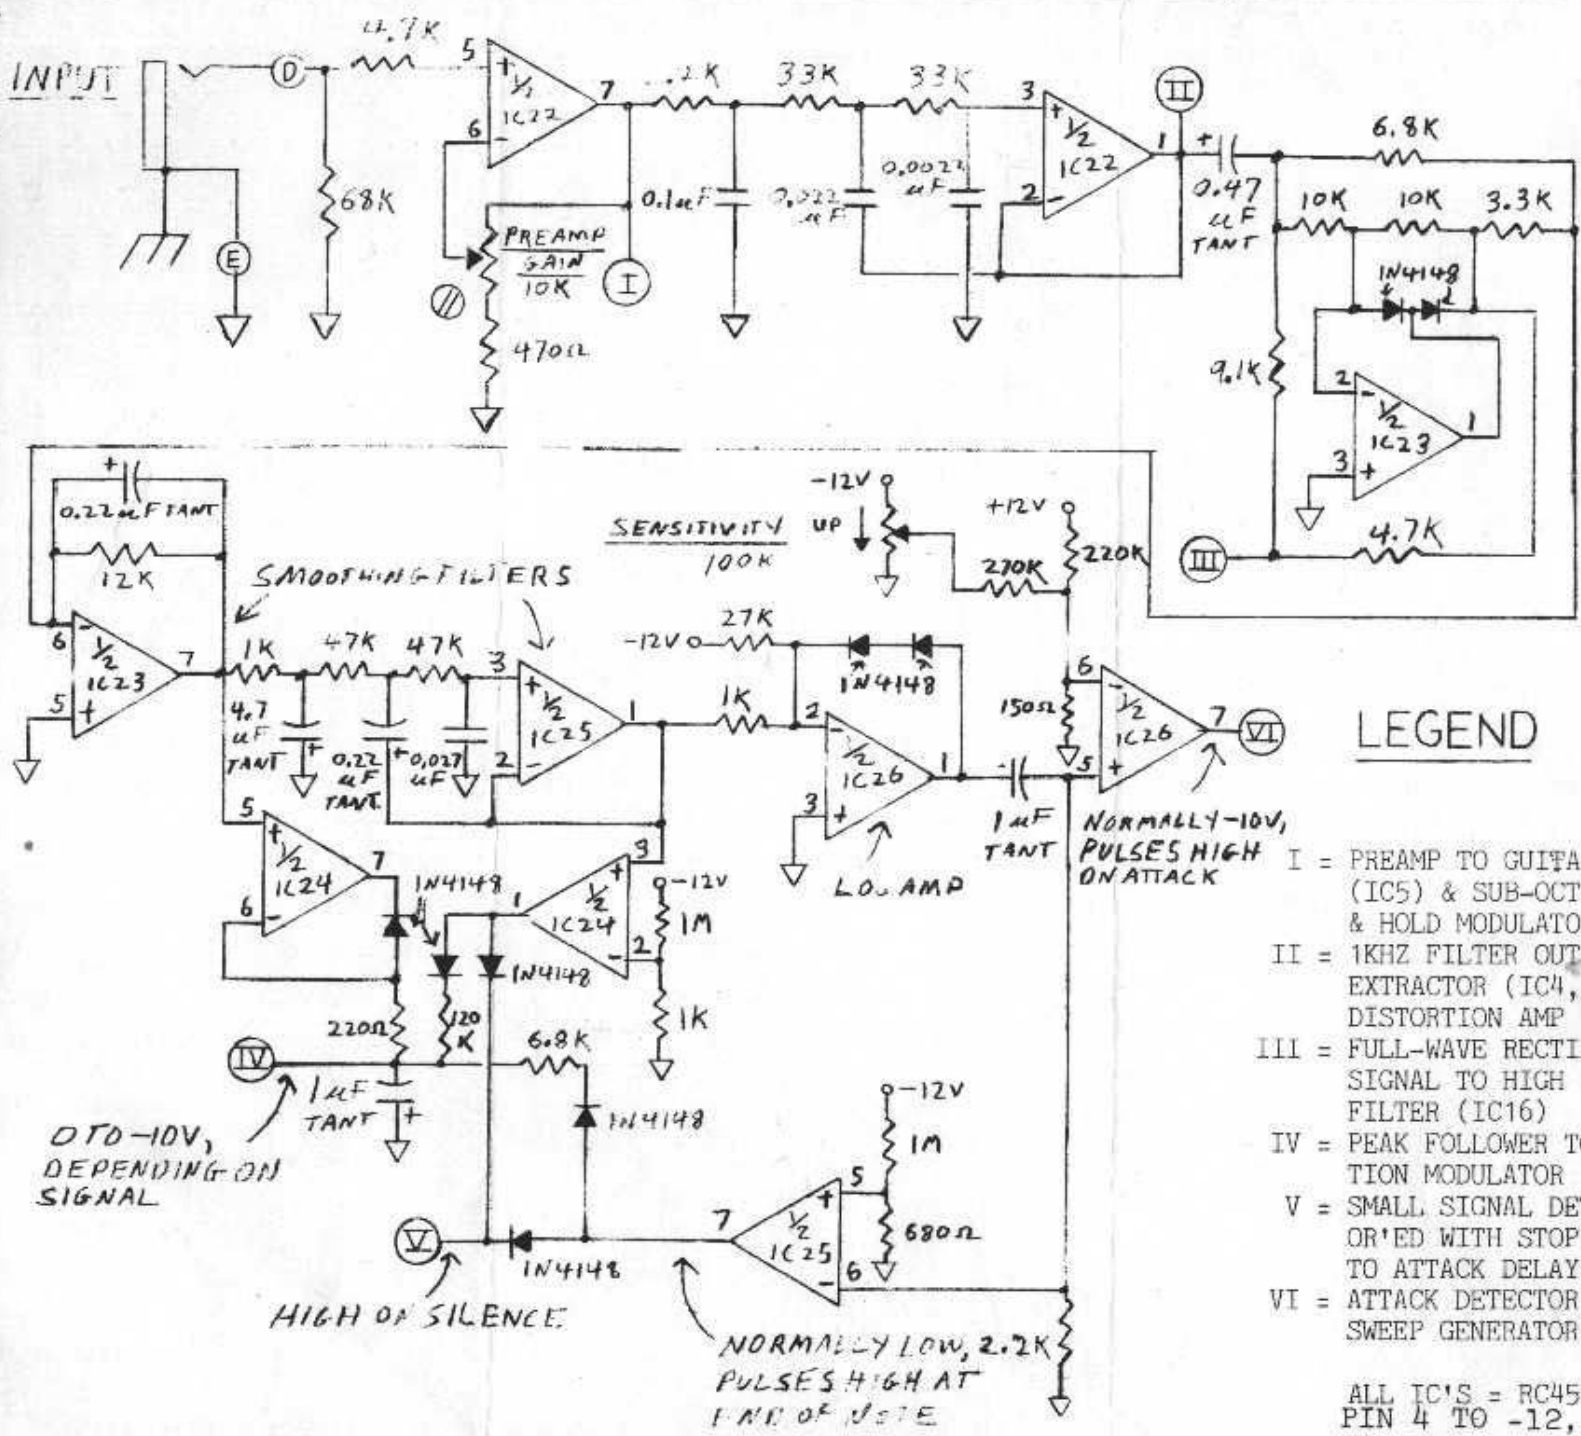 INPUT
D
4.7K
5
+
7
6
-
IC22
68K
E
PREAMP
GAIN
10K
I
470Ω
0.1uF
33K
33K
0.022
uF
0.0022
uF
3
+
1/2
IC22
2
-
1
II
+
0.47
uF
TANT
6.8K
10K
10K
3.3K
1N4148
9.1K
2
-
1/2
IC23
1
3
+
III
4.7K
+
0.22uF TANT
12K
6
-
1/2
IC23
7
5
+
SMOOTHING FILTERS
1K
47K
47K
4.7
uF
TANT
+
0.22
uF
TANT
+
0.027
uF
3
+
1/2
IC25
1
2
-
SENSITIVITY
100K
-12V
UP
+12V
220K
270K
27K
-12V
1N4148
1K
2
-
1/2
IC26
1
3
+
LOG AMP
-
1uF
TANT
150Ω
6
-
1/2
IC26
7
VI
5
+
NORMALLY -10V,
PULSES HIGH
ON ATTACK
5
+
1/2
IC24
7
6
-
1N4148
3
1/2
IC24
1
2
-
-12V
1M
1K
1N4148
220Ω
120
K
6.8K
IV
1uF
TANT
+
1N4148
0 TO -10V,
DEPENDING ON
SIGNAL
-12V
1M
5
+
1/2
IC25
7
680Ω
6
-
V
1N4148
HIGH ON SILENCE
NORMALLY LOW,
PULSES HIGH AT
END OF NOTE
2.2K
LEGEND
I = PREAMP TO GUITA
(IC5) & SUB-OCT
& HOLD MODULATO
II = 1KHZ FILTER OUT
EXTRACTOR (IC4,
DISTORTION AMP
III = FULL-WAVE RECTI
SIGNAL TO HIGH
FILTER (IC16)
IV = PEAK FOLLOWER TO
TION MODULATOR
V = SMALL SIGNAL DE
OR'ED WITH STOP
TO ATTACK DELAY
VI = ATTACK DETECTOR
SWEEP GENERATOR
ALL IC'S = RC45
PIN 4 TO -12,